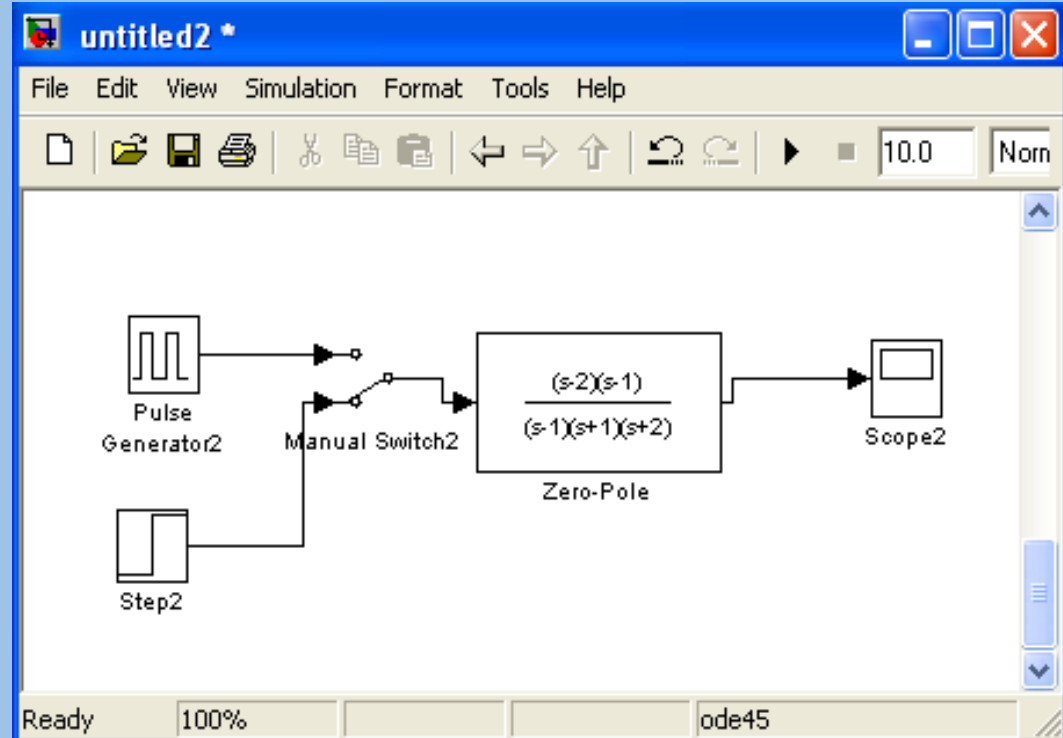 untitled2 *
File Edit View Simulation Format Tools Help
10.0 Norn
Pulse
Generator2
Manual Switch2
(s-2)(s-1)
(s-1)(s+1)(s+2)
Zero-Pole
Scope2
Step2
Ready 100% ode45